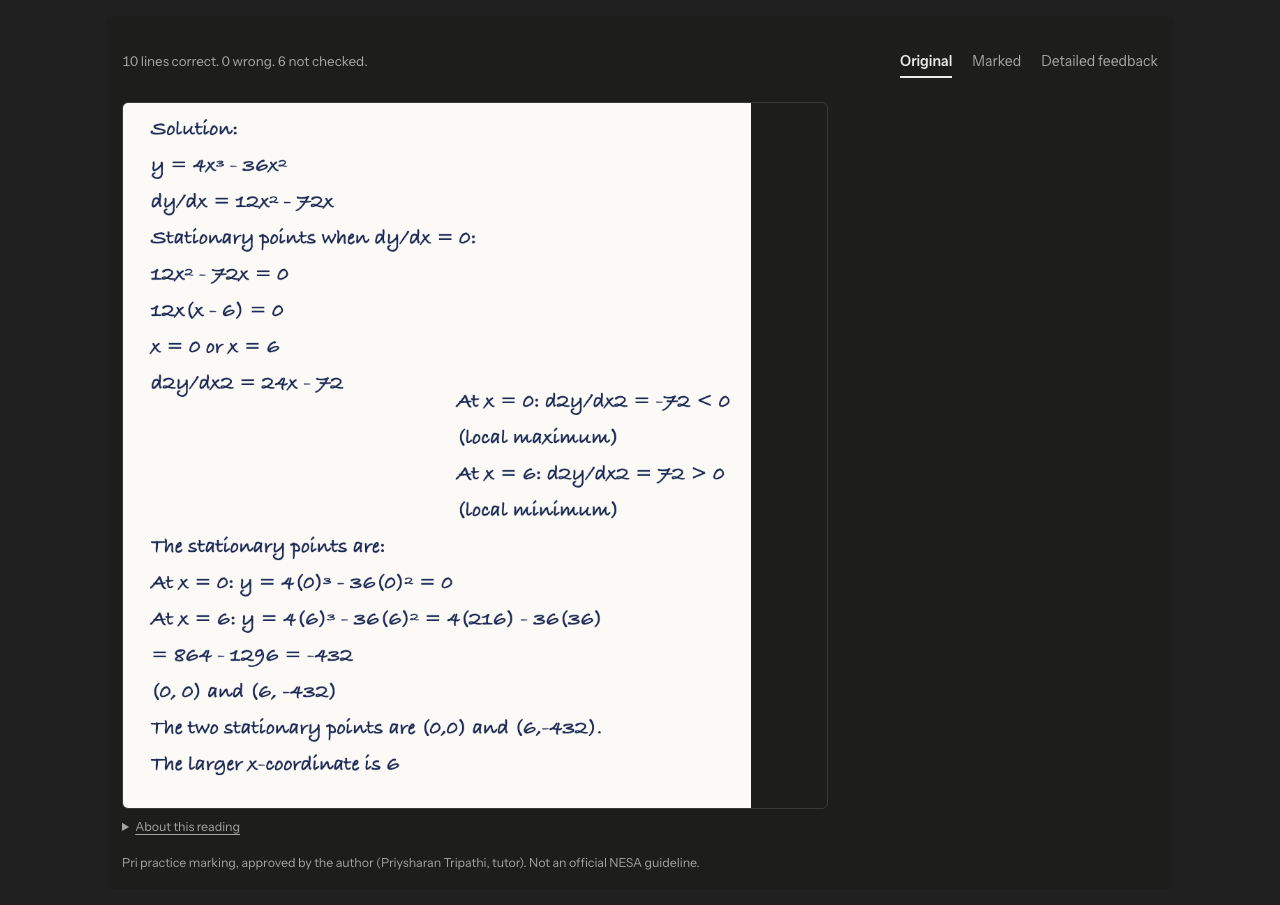 10 lines correct. 0 wrong. 6 not checked.
Original Marked Detailed feedback
Solution:
y = 4x³ - 36x²
dy/dx = 12x² - 72x
Stationary points when dy/dx = 0:
12x² - 72x = 0
12x(x - 6) = 0
x = 0 or x = 6
d2y/dx2 = 24x - 72
At x = 0: d2y/dx2 = -72 < 0
(local maximum)
At x = 6: d2y/dx2 = 72 > 0
(local minimum)
The stationary points are:
At x = 0: y = 4(0)³ - 36(0)² = 0
At x = 6: y = 4(6)³ - 36(6)² = 4(216) - 36(36)
= 864 - 1296 = -432
(0, 0) and (6, -432)
The two stationary points are (0,0) and (6,-432).
The larger x-coordinate is 6
About this reading
Pri practice marking, approved by the author (Priysharan Tripathi, tutor). Not an official NESA guideline.